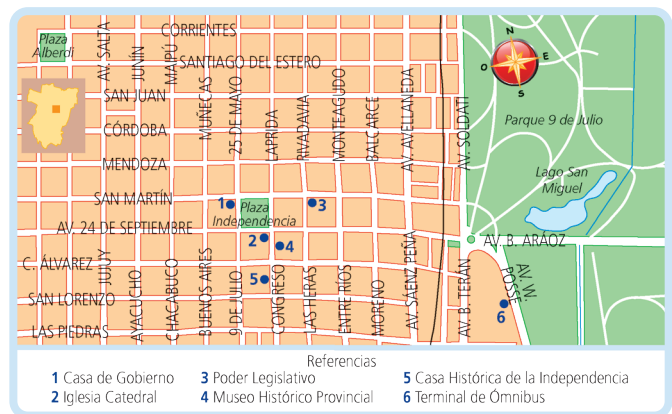 Plaza
Alberdi
AV. SALTA
JUNÍN
MAIPÚ
CORRIENTES
SANTIAGO DEL ESTERO
SAN JUAN
CÓRDOBA
MENDOZA
SAN MARTÍN
AV. 24 DE SEPTIEMBRE
C. ÁLVAREZ
SAN LORENZO
LAS PIEDRAS
MUÑECAS
25 DE MAYO
LAPRIDA
RIVADAVIA
MONTEAGUDO
BALCARCE
AV. AVELLANEDA
AV. SOLDATI
N
E
S
O
Parque 9 de Julio
Lago San
Miguel
1
Plaza
Independencia
3
2
4
5
6
JUJUY
AYACUCHO
CHACABUCO
BUENOS AIRES
9 DE JULIO
CONGRESO
LAS HERAS
ENTRE RÍOS
MORENO
AV. SÁENZ PEÑA
AV. B. TERÁN
AV. B. ARÁOZ
AV. W.
POSSE
Referencias
1 Casa de Gobierno
2 Iglesia Catedral
3 Poder Legislativo
4 Museo Histórico Provincial
5 Casa Histórica de la Independencia
6 Terminal de Ómnibus